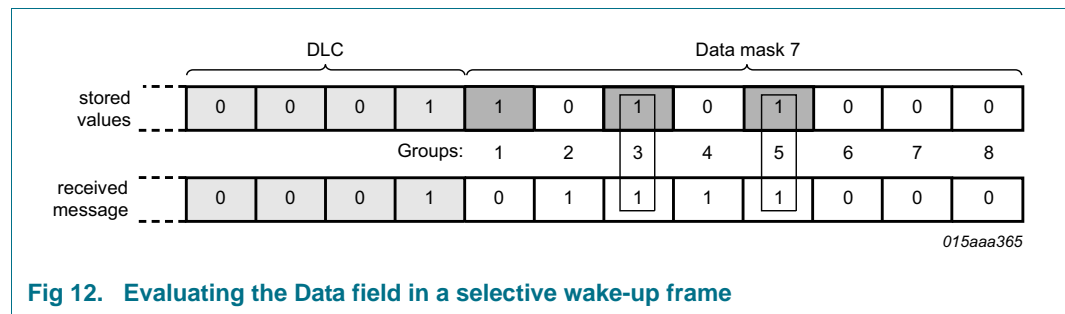 DLC Data mask 7
stored values 0 0 0 1 1 0 1 0 1 0 0 0
Groups: 1 2 3 4 5 6 7 8
received message 0 0 0 1 0 1 1 1 1 0 0 0
015aaa365
Fig 12. Evaluating the Data field in a selective wake-up frame